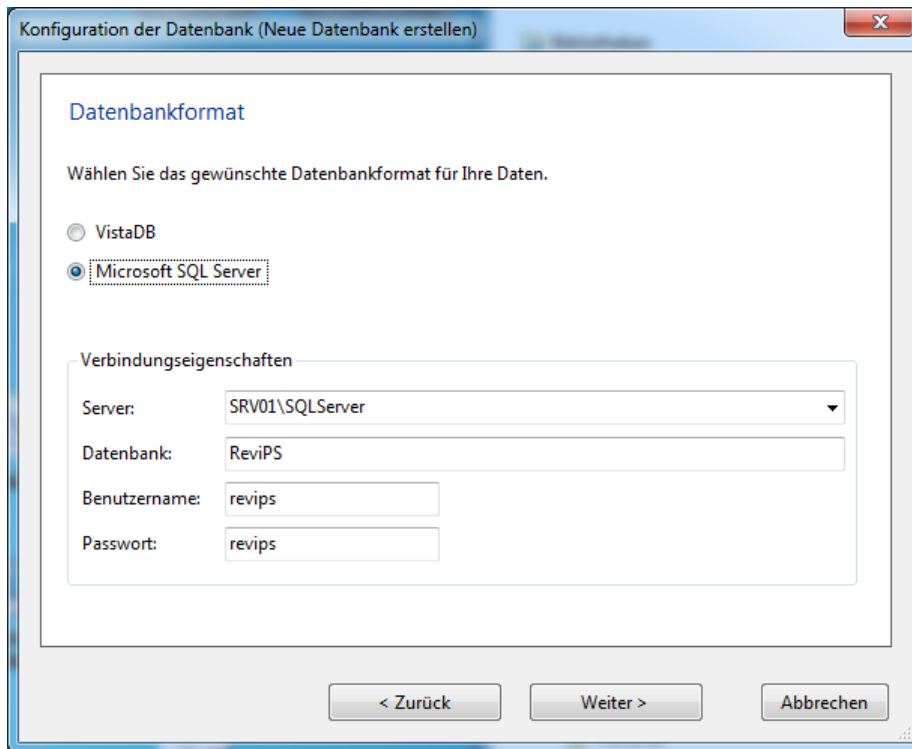 Konfiguration der Datenbank (Neue Datenbank erstellen)
Datenbankformat
Wählen Sie das gewünschte Datenbankformat für Ihre Daten.
VistaDB
Microsoft SQL Server
Verbindungseigenschaften
Server: SRV01\SQLServer
Datenbank: ReviPS
Benutzername: revips
Passwort: revips
< Zurück Weiter > Abbrechen